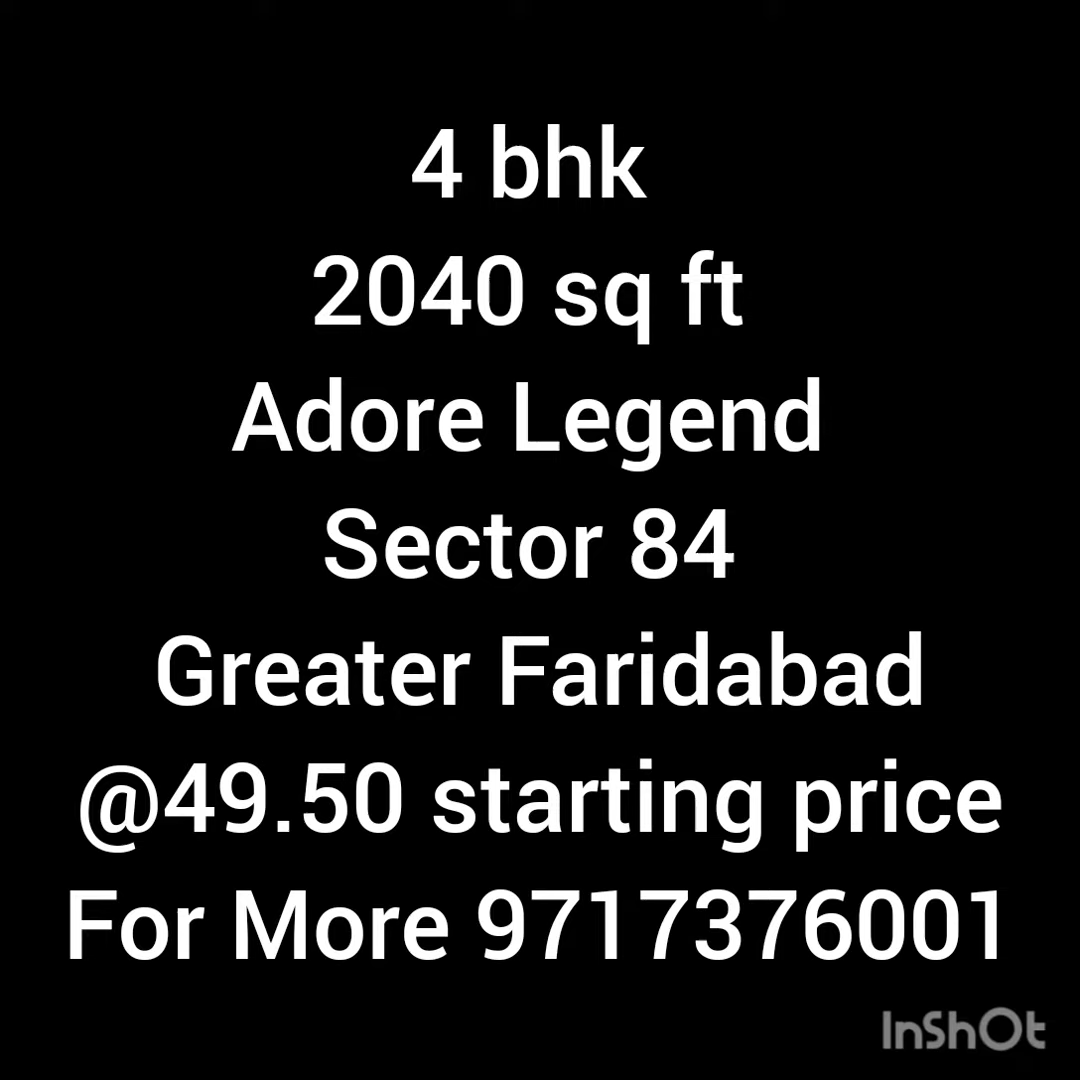 4 bhk
2040 sq ft
Adore Legend
Sector 84
Greater Faridabad
@49.50 starting price
For More 9717376001
InShOt